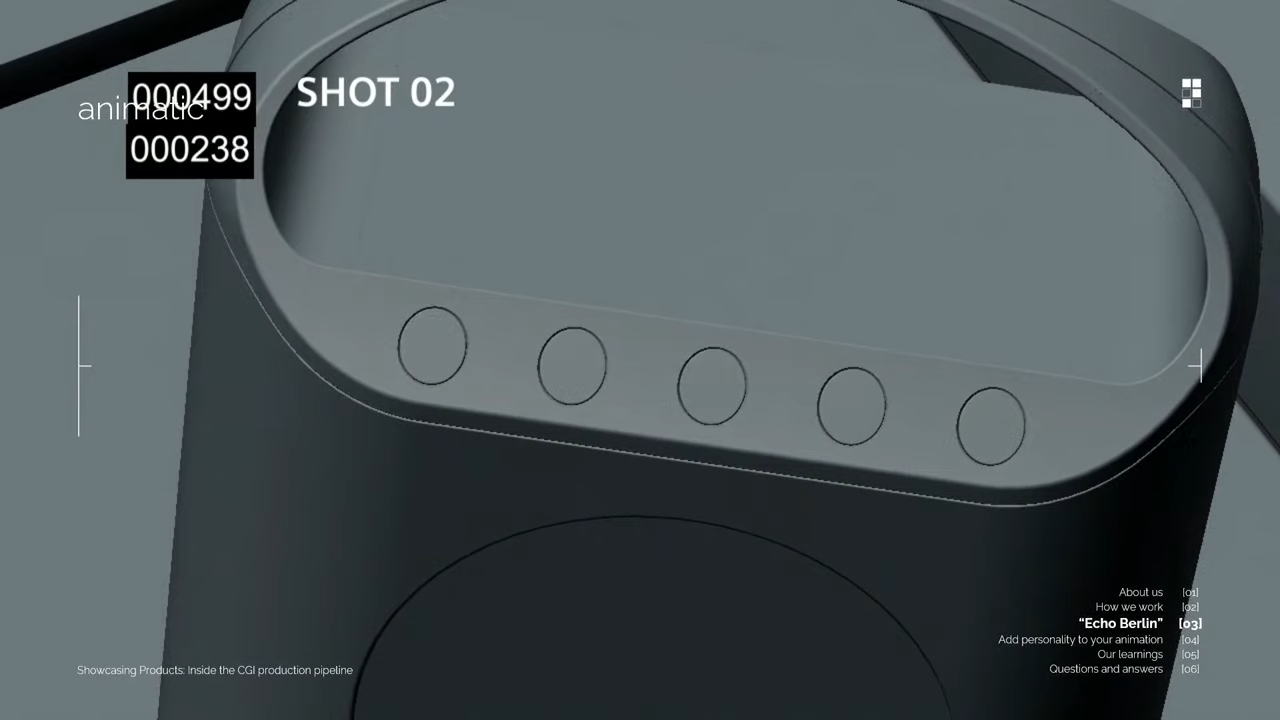 000499
animatic
SHOT 02
000238
About us [01]
How we work [02]
“Echo Berlin” [03]
Add personality to your animation [04]
Our learnings [05]
Questions and answers [06]
Showcasing Products: Inside the CGI production pipeline